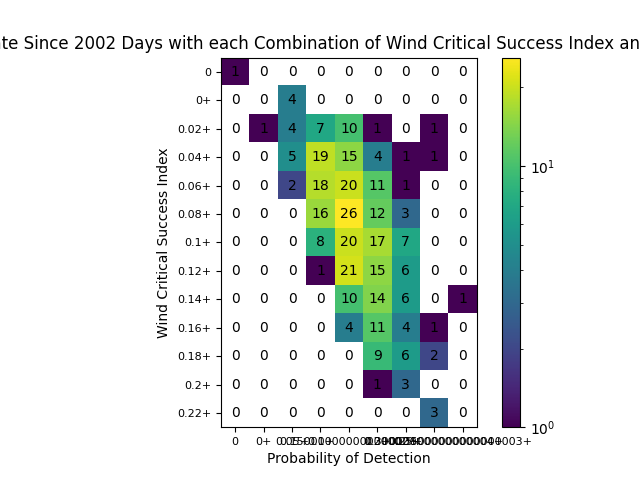 te Since 2002 Days with each Combination of Wind Critical Success Index an
0 1 0 0 0 0 0 0 0 0
0+ 0 0 4 0 0 0 0 0 0
0.02+ 0 1 4 7 10 1 0 1 0
0.04+ 0 0 5 19 15 4 1 1 0
0.06+ 0 0 2 18 20 11 1 0 0
0.08+ 0 0 0 16 26 12 3 0 0
0.1+ 0 0 0 8 20 17 7 0 0
0.12+ 0 0 0 1 21 15 6 0 0
0.14+ 0 0 0 0 10 14 6 0 1
0.16+ 0 0 0 0 4 11 4 1 0
0.18+ 0 0 0 0 0 9 6 2 0
0.2+ 0 0 0 0 0 1 3 0 0
0.22+ 0 0 0 0 0 0 0 3 0
0 0+
Probability of Detection
Wind Critical Success Index
10^1
10^0